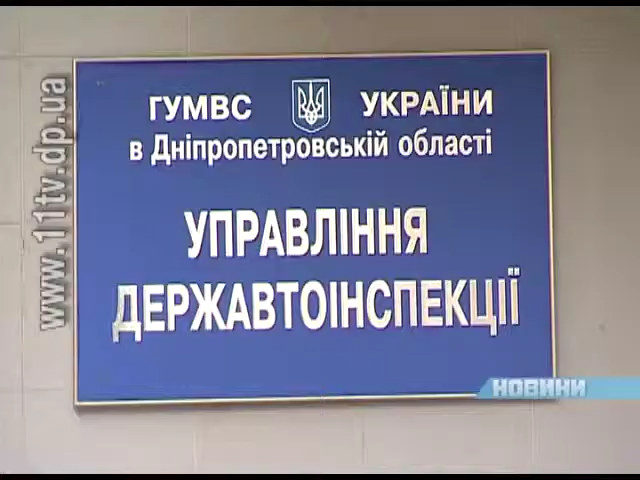 ГУМВС УКРАЇНИ
в Дніпропетровській області
УПРАВЛІННЯ
ДЕРЖАВТОІНСПЕКЦІЇ
www.11tv.dp.ua
НОВИНИ